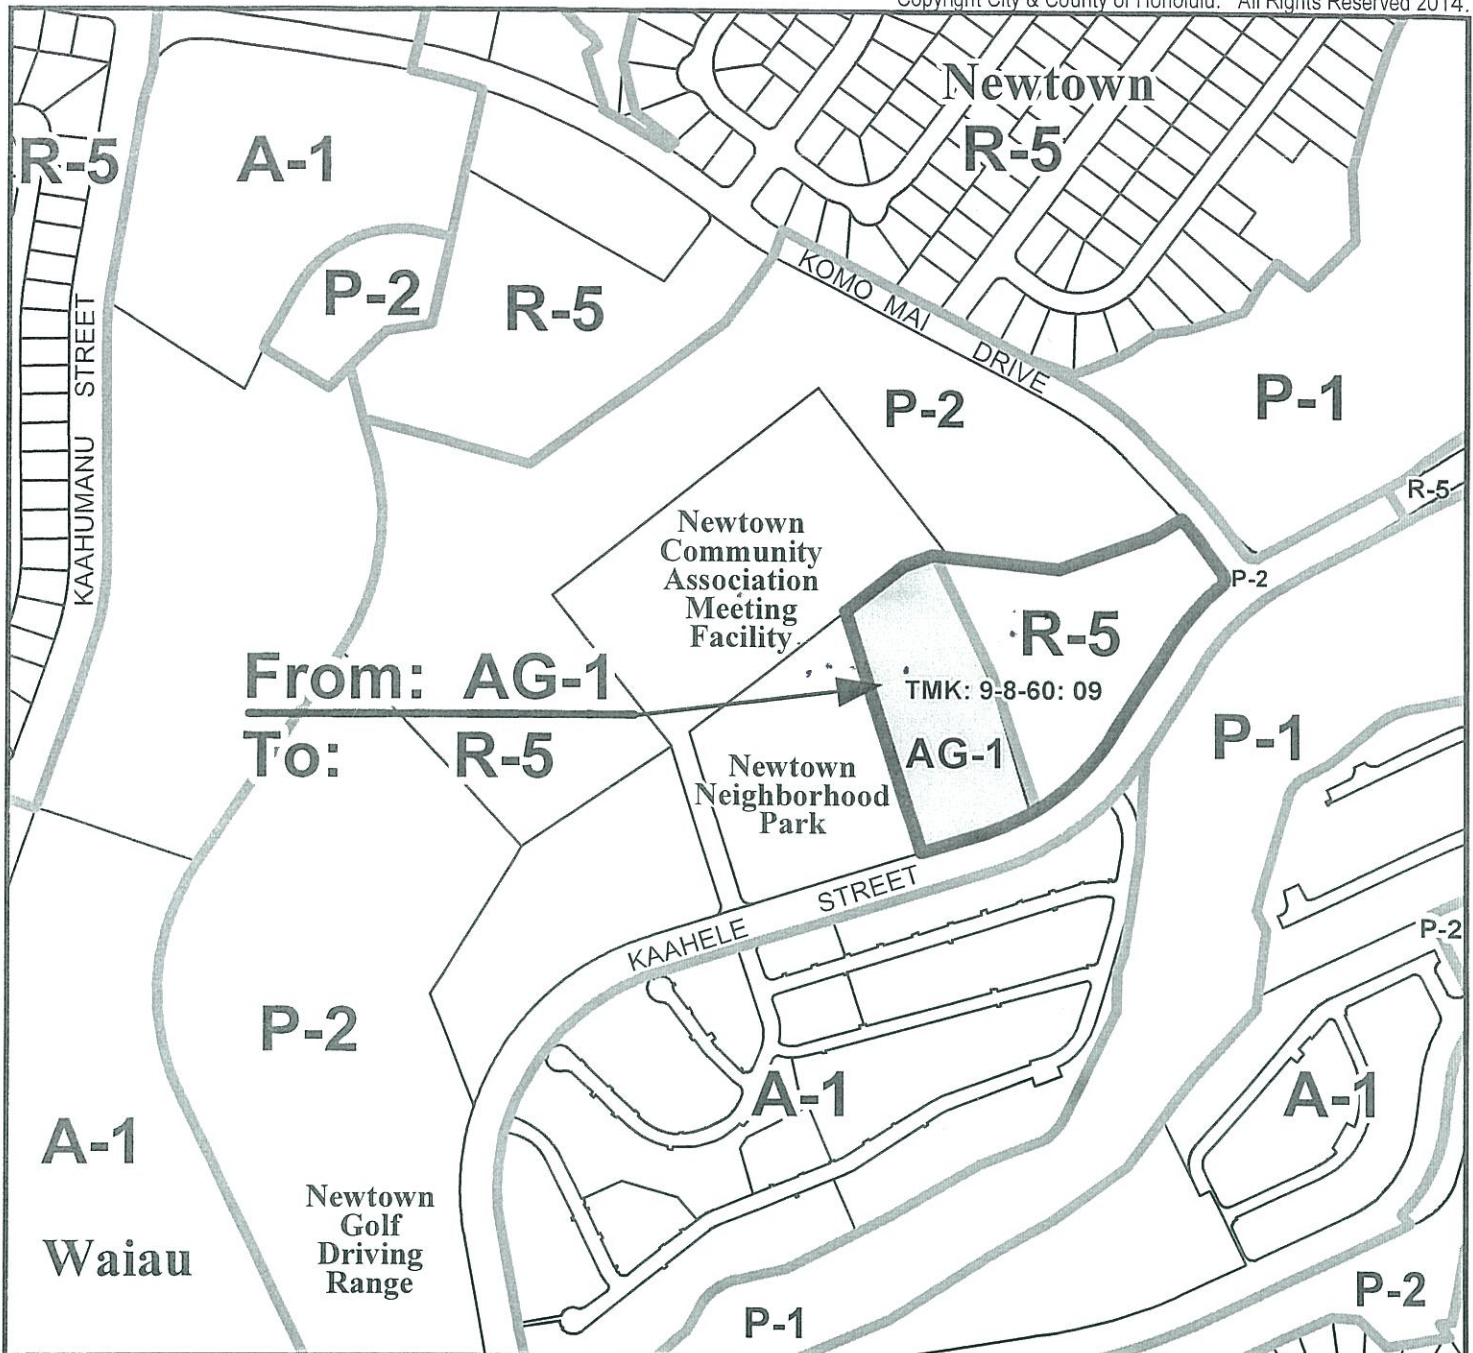 Copyright City & County of Honolulu. All Rights Reserved 2014.
Newtown
R-5
R-5
A-1
P-2
R-5
KOMO MAI DRIVE
KAAHUMANU STREET
P-2
P-1
R-5
Newtown
Community
Association
Meeting
Facility
P-2
R-5
From: AG-1
To: R-5
TMK: 9-8-60: 09
AG-1
P-1
Newtown
Neighborhood
Park
KAAHELE STREET
P-2
P-2
A-1
A-1
A-1
Newtown
Golf
Driving
Range
Waiau
P-2
P-1